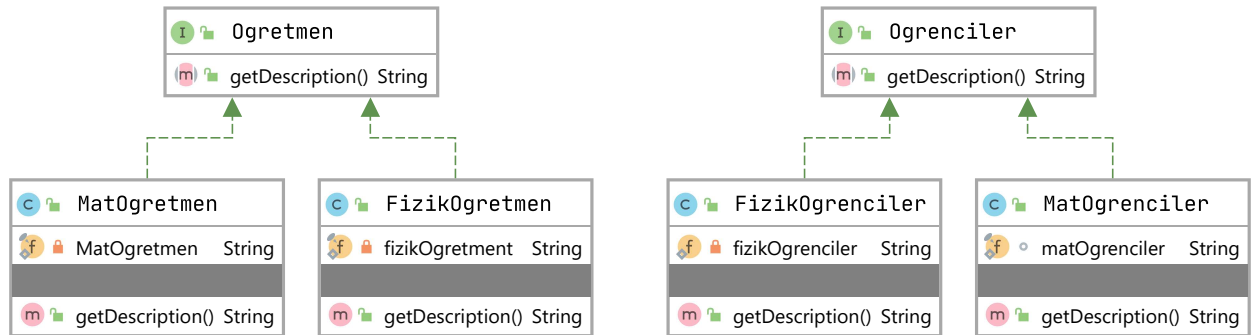 Ogretmen
getDescription() String
Ogrenciler
getDescription() String
MatOgretmen
MatOgretmen String
getDescription() String
FizikOgretmen
fizikOgretment String
getDescription() String
FizikOgrenciler
fizikOgrenciler String
getDescription() String
MatOgrenciler
matOgrenciler String
getDescription() String